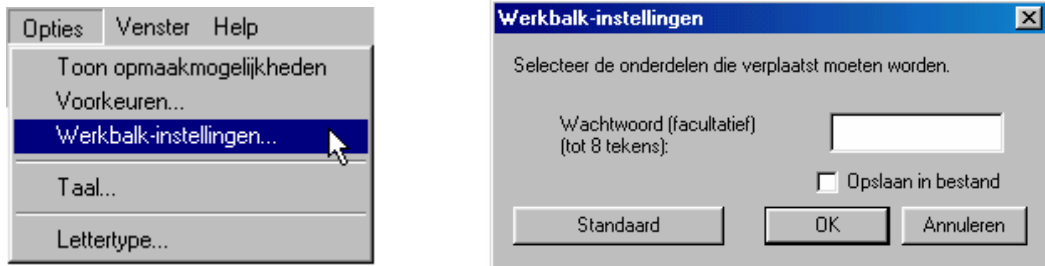 Opties Venster Help
Toon opmaakmogelijkheden
Voorkeuren...
Werkbalk-instellingen...
Taal...
Lettertype...
Werkbalk-instellingen
Selecteer de onderdelen die verplaatst moeten worden.
Wachtwoord (facultatief)
(tot 8 tekens):
Opslaan in bestand
Standaard OK Annuleren